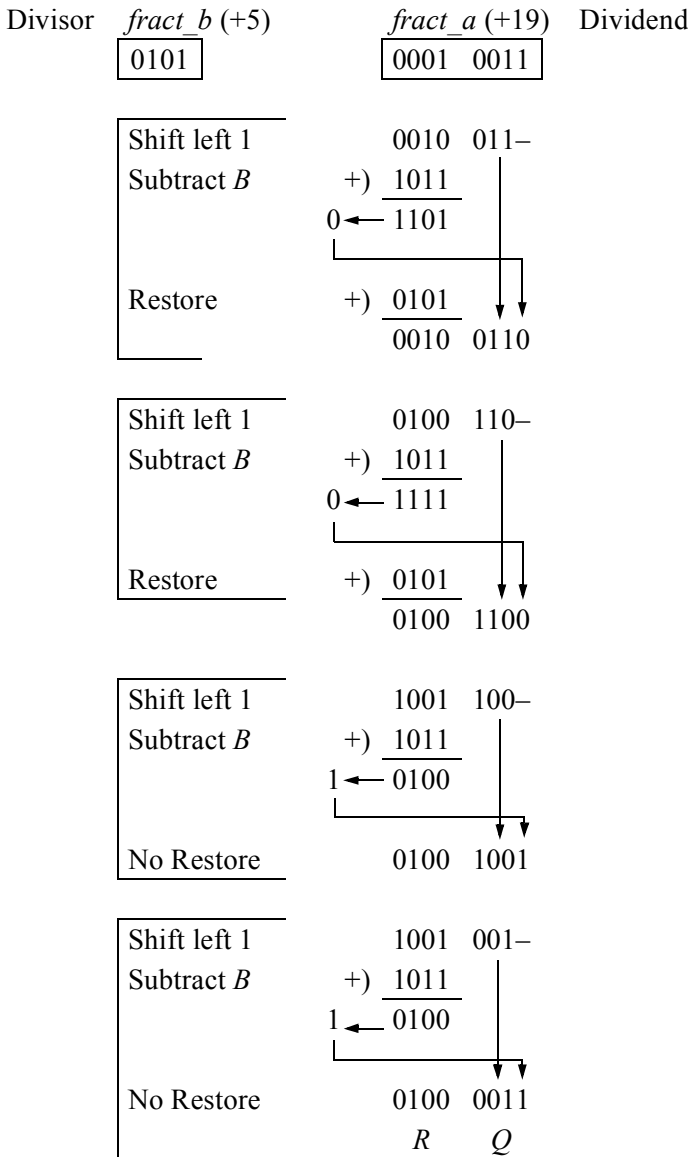 Divisor fract_b (+5) fract_a (+19) Dividend
0101 0001 0011
Shift left 1 0010 011–
Subtract B +) 1011
0 1101
Restore +) 0101
0010 0110
Shift left 1 0100 110–
Subtract B +) 1011
0 1111
Restore +) 0101
0100 1100
Shift left 1 1001 100–
Subtract B +) 1011
1 0100
No Restore 0100 1001
Shift left 1 1001 001–
Subtract B +) 1011
1 0100
No Restore 0100 0011
R Q